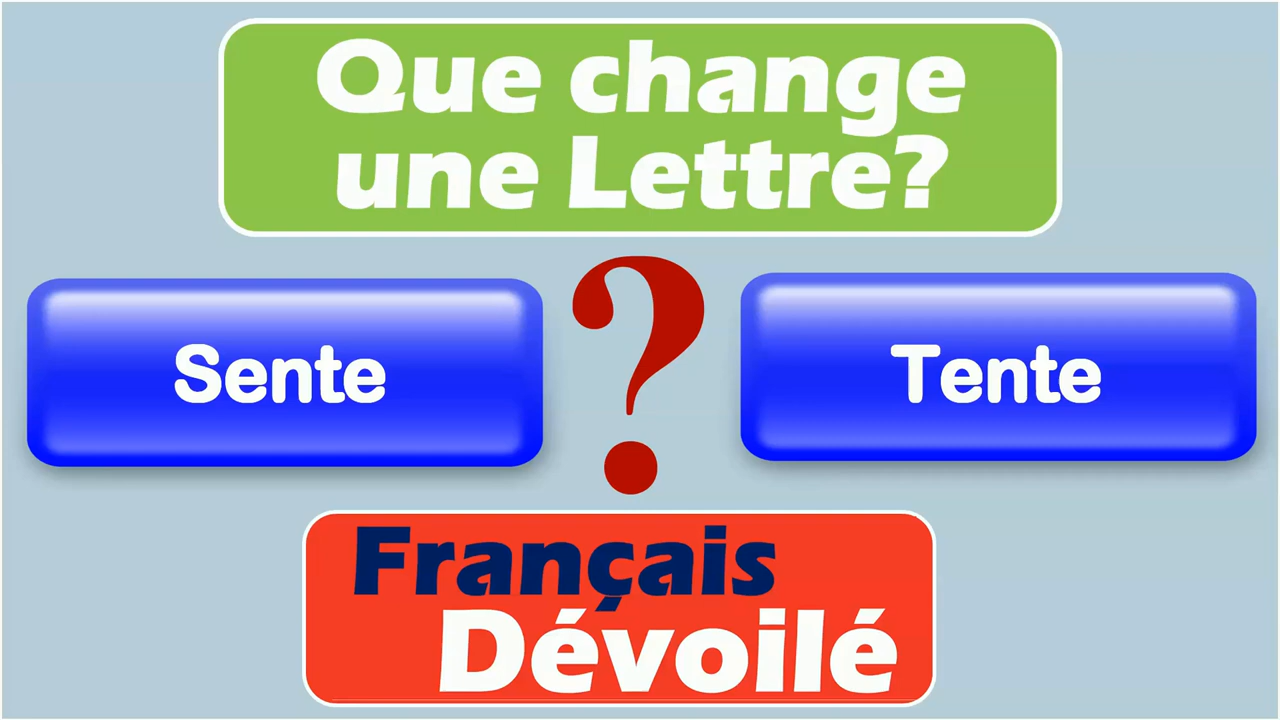 Que change
une Lettre?
Sente
?
Tente
Français
Dévoilé